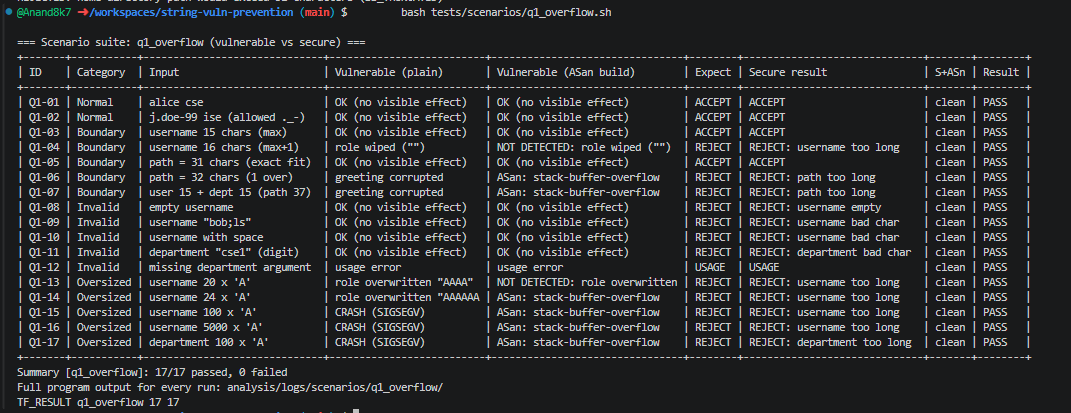 @Anand8k7 ➜/workspaces/string-vuln-prevention (main) $        bash tests/scenarios/q1_overflow.sh
=== Scenario suite: q1_overflow (vulnerable vs secure) ===
| ID    | Category  | Input                       | Vulnerable (plain)     | Vulnerable (ASan build)      | Expect | Secure result                | S+ASn | Result |
| Q1-01 | Normal    | alice cse                   | OK (no visible effect) | OK (no visible effect)       | ACCEPT | ACCEPT                       | clean | PASS   |
| Q1-02 | Normal    | j.doe-99 ise (allowed ._-)  | OK (no visible effect) | OK (no visible effect)       | ACCEPT | ACCEPT                       | clean | PASS   |
| Q1-03 | Boundary  | username 15 chars (max)     | OK (no visible effect) | OK (no visible effect)       | ACCEPT | ACCEPT                       | clean | PASS   |
| Q1-04 | Boundary  | username 16 chars (max+1)   | role wiped ("")        | NOT DETECTED: role wiped ("") | REJECT | REJECT: username too long    | clean | PASS   |
| Q1-05 | Boundary  | path = 31 chars (exact fit) | OK (no visible effect) | OK (no visible effect)       | ACCEPT | ACCEPT                       | clean | PASS   |
| Q1-06 | Boundary  | path = 32 chars (1 over)    | greeting corrupted     | ASan: stack-buffer-overflow  | REJECT | REJECT: path too long        | clean | PASS   |
| Q1-07 | Boundary  | user 15 + dept 15 (path 37) | greeting corrupted     | ASan: stack-buffer-overflow  | REJECT | REJECT: path too long        | clean | PASS   |
| Q1-08 | Invalid   | empty username              | OK (no visible effect) | OK (no visible effect)       | REJECT | REJECT: username empty       | clean | PASS   |
| Q1-09 | Invalid   | username "bob;ls"           | OK (no visible effect) | OK (no visible effect)       | REJECT | REJECT: username bad char    | clean | PASS   |
| Q1-10 | Invalid   | username with space         | OK (no visible effect) | OK (no visible effect)       | REJECT | REJECT: username bad char    | clean | PASS   |
| Q1-11 | Invalid   | department "cse1" (digit)   | OK (no visible effect) | OK (no visible effect)       | REJECT | REJECT: department bad char  | clean | PASS   |
| Q1-12 | Invalid   | missing department argument | usage error            | usage error                  | USAGE  | USAGE                        | clean | PASS   |
| Q1-13 | Oversized | username 20 x 'A'           | role overwritten "AAAA" | NOT DETECTED: role overwritten | REJECT | REJECT: username too long    | clean | PASS   |
| Q1-14 | Oversized | username 24 x 'A'           | role overwritten "AAAAAA | ASan: stack-buffer-overflow  | REJECT | REJECT: username too long    | clean | PASS   |
| Q1-15 | Oversized | username 100 x 'A'          | CRASH (SIGSEGV)        | ASan: stack-buffer-overflow  | REJECT | REJECT: username too long    | clean | PASS   |
| Q1-16 | Oversized | username 5000 x 'A'         | CRASH (SIGSEGV)        | ASan: stack-buffer-overflow  | REJECT | REJECT: username too long    | clean | PASS   |
| Q1-17 | Oversized | department 100 x 'A'        | CRASH (SIGSEGV)        | ASan: stack-buffer-overflow  | REJECT | REJECT: department too long  | clean | PASS   |
Summary [q1_overflow]: 17/17 passed, 0 failed
Full program output for every run: analysis/logs/scenarios/q1_overflow/
TF_RESULT q1_overflow 17 17